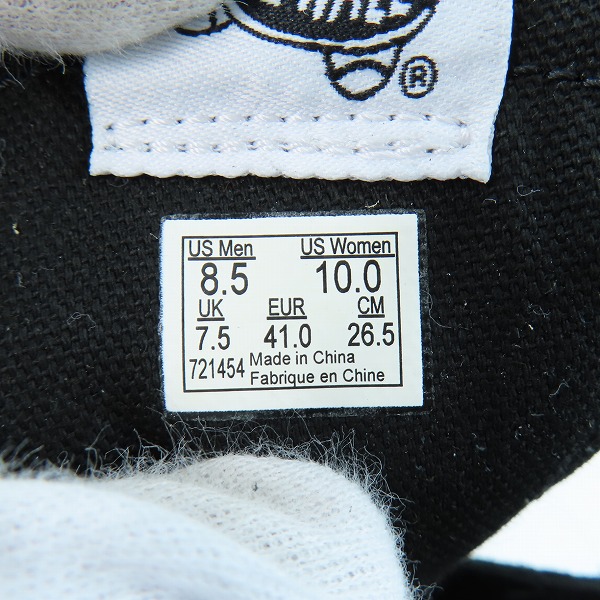 ®
US Men US Women
8.5 10.0
UK EUR CM
7.5 41.0 26.5
721454 Made in China
Fabrique en Chine